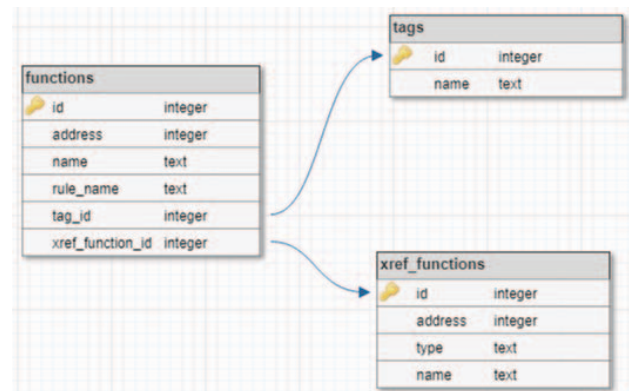 functions
id integer
address integer
name text
rule_name text
tag_id integer
xref_function_id integer
tags
id integer
name text
xref_functions
id integer
address integer
type text
name text